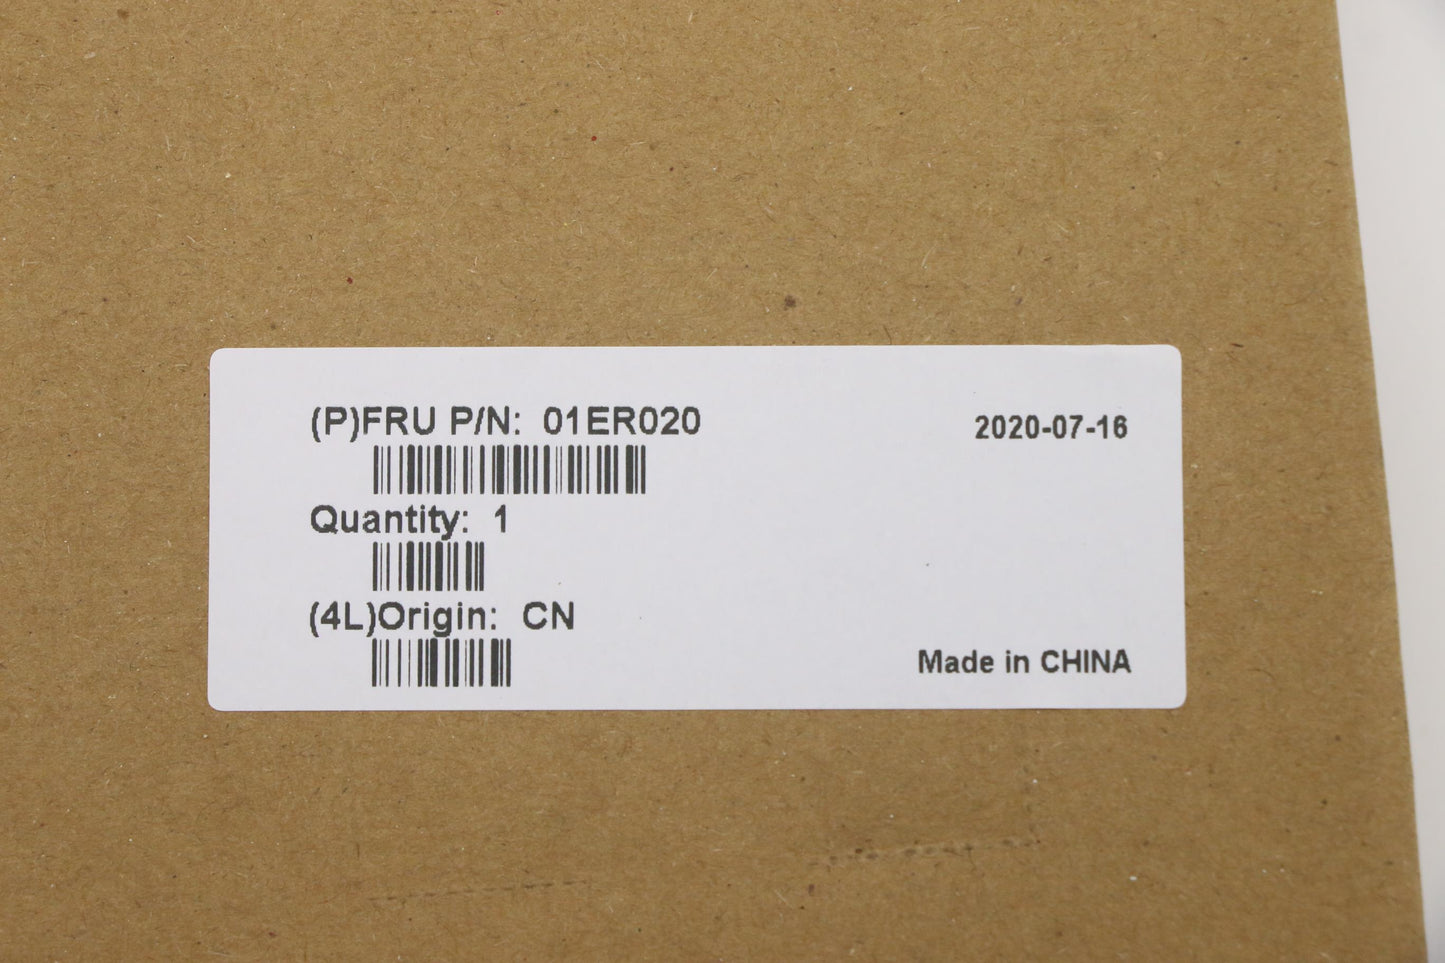 (P)FRU P/N: 01ER020
2020-07-16
Quantity: 1
(4L)Origin: CN
Made in CHINA